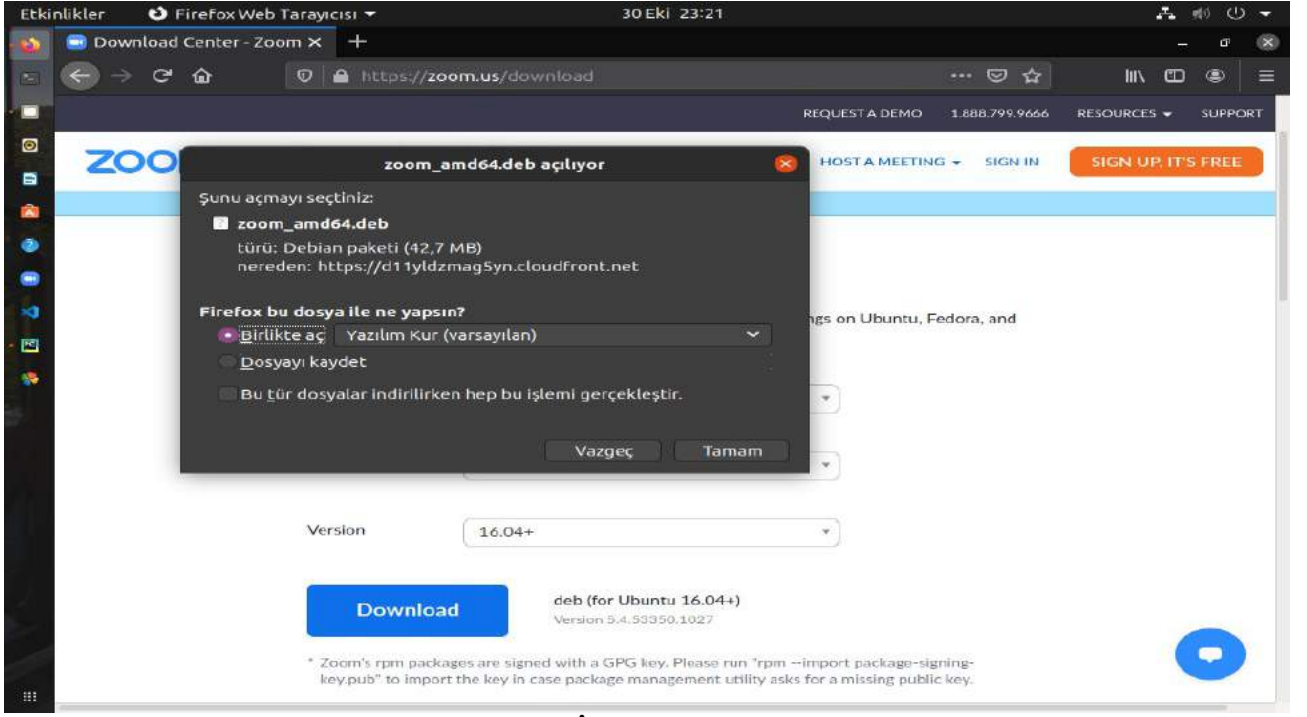 Etkinlikler Firefox Web Tarayıcısı 30 Eki 23:21
Download Center - Zoom
https://zoom.us/download
REQUEST A DEMO 1.888.799.9666 RESOURCES SUPPORT
ZOO HOST A MEETING SIGN IN SIGN UP, IT'S FREE
zoom_amd64.deb açılıyor
Şunu açmayı seçtiniz:
zoom_amd64.deb
türü: Debian paketi (42,7 MB)
nereden: https://d11yldzmag5yn.cloudfront.net
Firefox bu dosya ile ne yapsın?
ngs on Ubuntu, Fedora, and
Birlikte aç Yazılım Kur (varsayılan)
Dosyayı kaydet
Bu tür dosyalar indirilirken hep bu işlemi gerçekleştir.
Vazgeç Tamam
Version 16.04+
Download deb (for Ubuntu 16.04+)
Version 5.4.53350.1027
* Zoom's rpm packages are signed with a GPG key. Please run "rpm --import package-signing-
key.pub" to import the key in case package management utility asks for a missing public key.